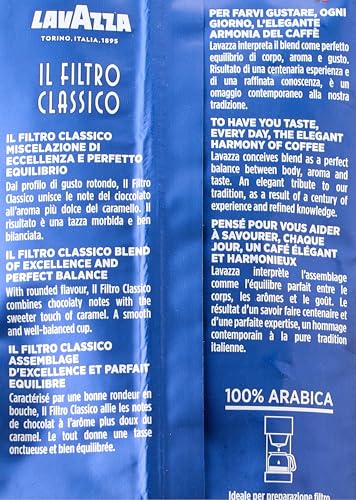 LAVAZZA
TORINO, ITALIA, 1895
IL FILTRO
CLASSICO
IL FILTRO CLASSICO
MISCELAZIONE DI
ECCELLENZA E PERFETTO
EQUILIBRIO
Dal profilo di gusto rotondo, Il Filtro
Classico unisce le note del cioccolato
all'aroma più dolce del caramello. Il
risultato è una tazza morbida e ben
bilanciata.
IL FILTRO CLASSICO BLEND
OF EXCELLENCE AND
PERFECT BALANCE
With rounded flavour, Il Filtro Classico
combines chocolaty notes with the
sweeter touch of caramel. A smooth
and well-balanced cup.
IL FILTRO CLASSICO
ASSEMBLAGE
D'EXCELLENCE ET PARFAIT
EQUILIBRE
Caractérisé par une bonne rondeur en
bouche, Il Filtro Classico allie les notes
de chocolat à l'arôme plus doux du
caramel. Le tout donne une tasse
onctueuse et bien équilibrée.
PER FARVI GUSTARE, OGNI
GIORNO, L'ELEGANTE
ARMONIA DEL CAFFÈ
Lavazza interpreta il blend come perfetto
equilibrio di corpo, aroma e gusto.
Risultato di una centenaria esperienza e
di una raffinata conoscenza, è un
omaggio contemporaneo alla nostra
tradizione.
TO HAVE YOU TASTE,
EVERY DAY, THE ELEGANT
HARMONY OF COFFEE
Lavazza conceives blend as a perfect
balance between body, aroma and
taste. An elegant tribute to our
tradition, as a result of a century of
experience and refined knowledge.
PENSÉ POUR VOUS AIDER
À SAVOURER, CHAQUE
JOUR, UN CAFÉ ÉLÉGANT
ET HARMONIEUX
Lavazza interprète l'assemblage
comme l'équilibre parfait entre le
corps, les arômes et le goût. Le
résultat d'un savoir faire centenaire et
d'une parfaite expertise, un hommage
contemporain à la pure tradition
italienne.
100% ARABICA
Ideale per preparazione filtro